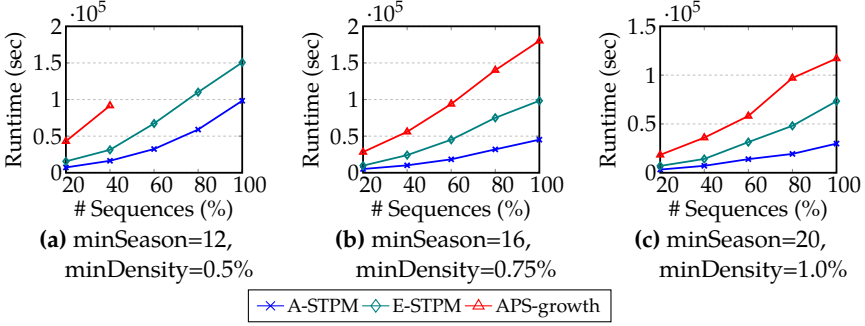 ·10^5 ·10^5 ·10^5
Runtime (sec) 2 1.5 1 0.5 0
20 40 60 80 100
# Sequences (%)
(a) minSeason=12,
minDensity=0.5%
Runtime (sec) 2 1.5 1 0.5 0
20 40 60 80 100
# Sequences (%)
(b) minSeason=16,
minDensity=0.75%
Runtime (sec) 1.5 1 0.5 0
20 40 60 80 100
# Sequences (%)
(c) minSeason=20,
minDensity=1.0%
A-STPM E-STPM APS-growth